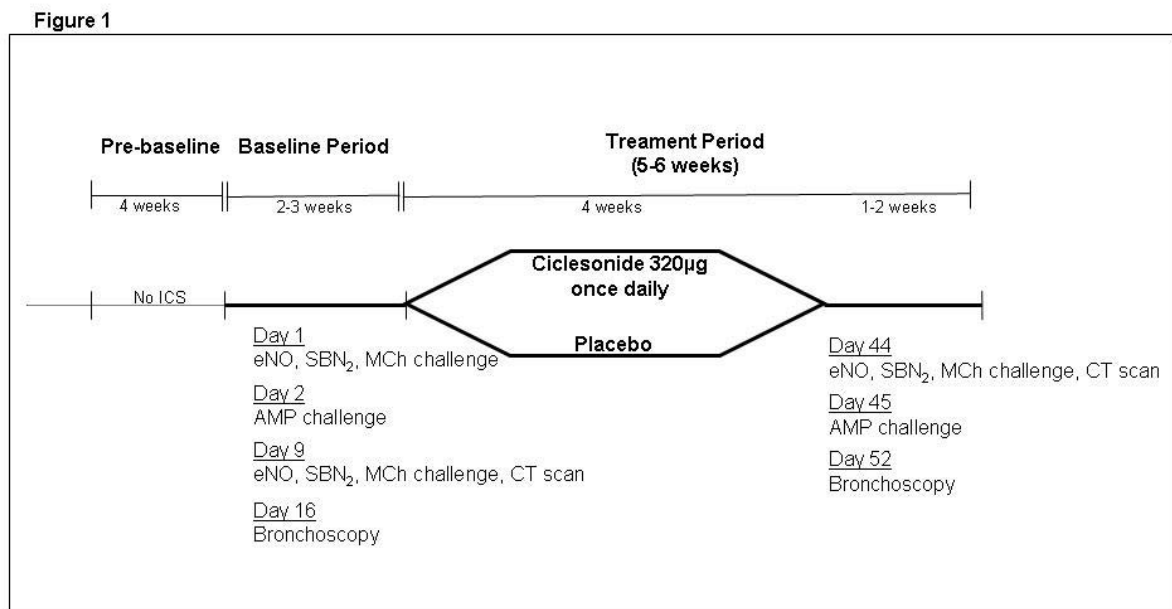 Figure 1
Pre-baseline
Baseline Period
Treament Period
(5-6 weeks)
4 weeks
2-3 weeks
4 weeks
1-2 weeks
No ICS
Ciclesonide 320µg
once daily
Placebo
Day 1
eNO, SBN₂, MCh challenge
Day 2
AMP challenge
Day 9
eNO, SBN₂, MCh challenge, CT scan
Day 16
Bronchoscopy
Day 44
eNO, SBN₂, MCh challenge, CT scan
Day 45
AMP challenge
Day 52
Bronchoscopy